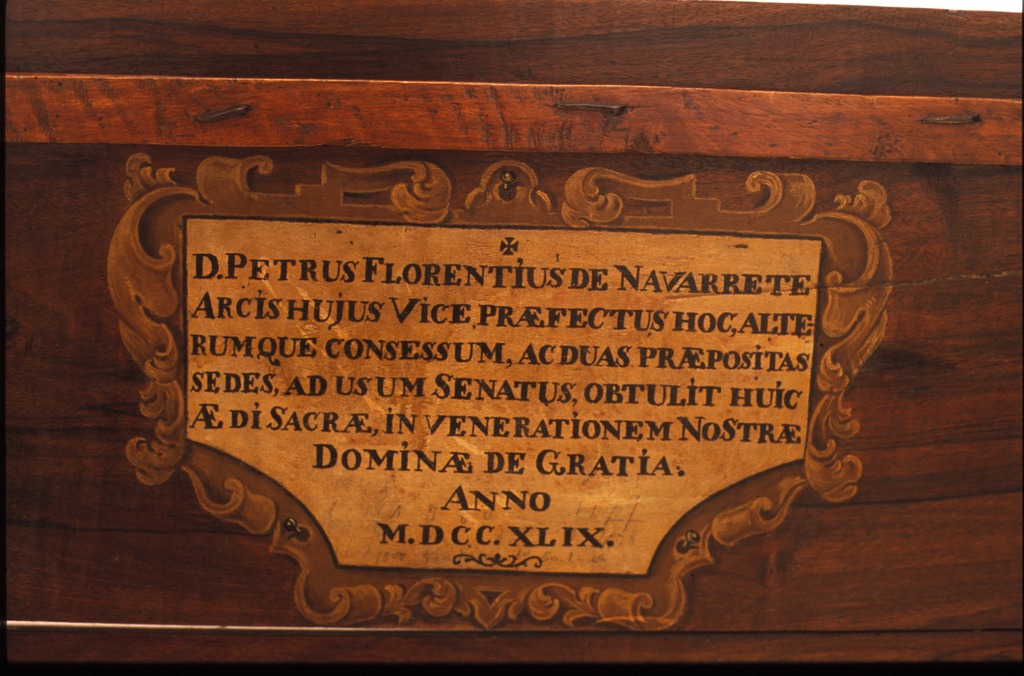 ✠
D. PETRUS FLORENTIUS DE NAVARRETE
ARCIS HUJUS VICE PRÆFECTUS HOC, ALTE=
RUMQUE CONSESSUM, AC DUAS PRÆPOSITAS
SEDES, AD USUM SENATUS, OBTULIT HUIC
ÆDI SACRÆ, IN VENERATIONEM NOSTRÆ
DOMINÆ DE GRATIA.
ANNO
M.DCC.XLIX.